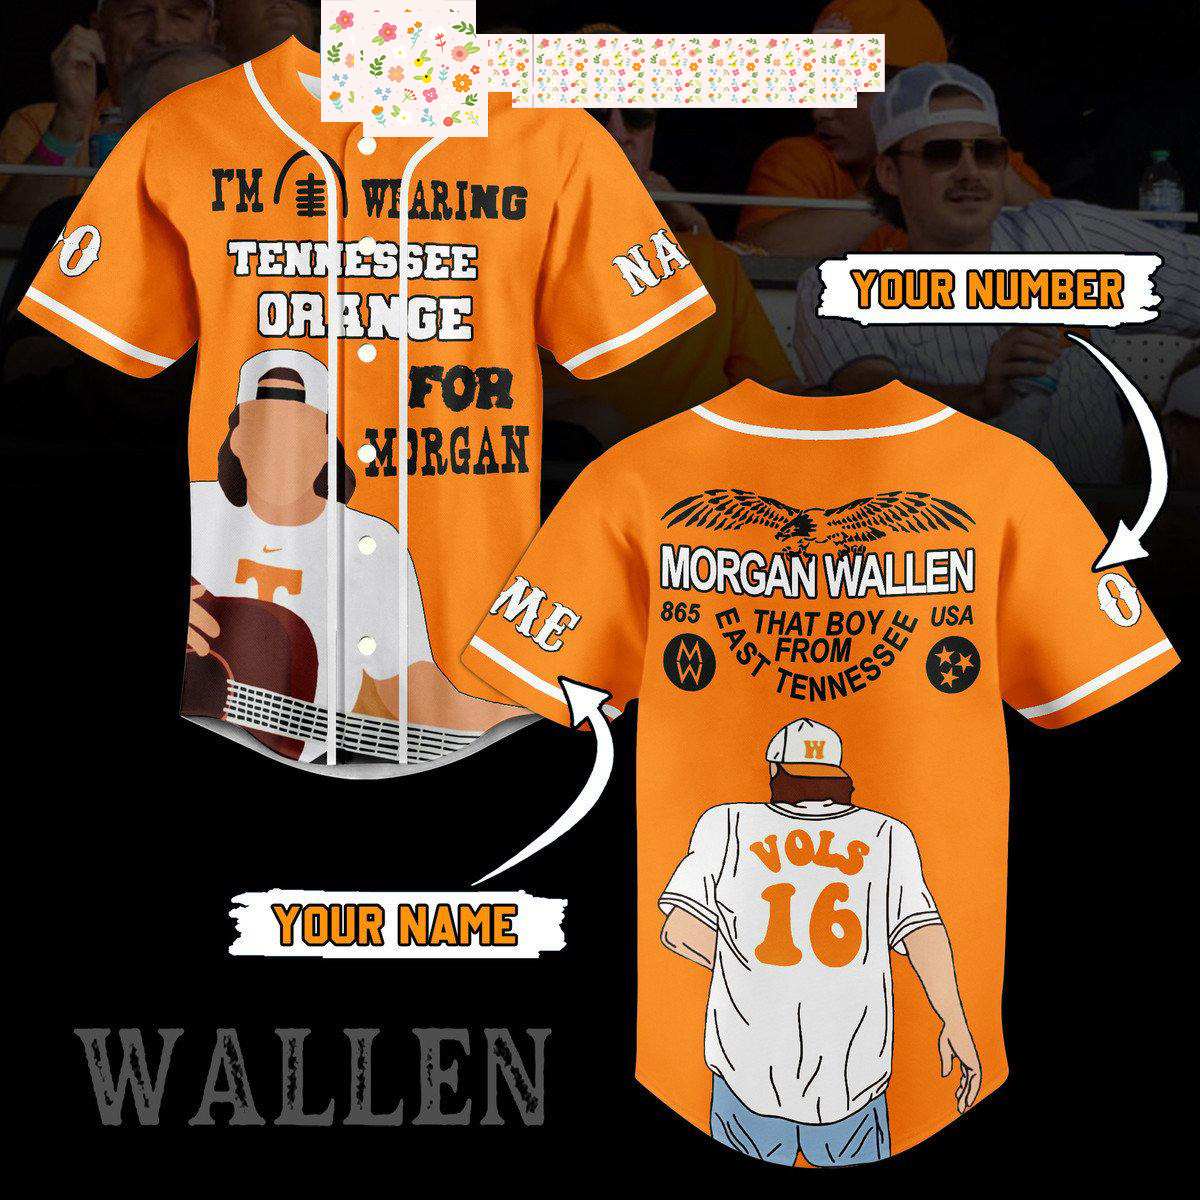 I'M WEARING
TENNESSEE
ORANGE
FOR
MORGAN
NA
YOUR NUMBER
MORGAN WALLEN
865 THAT BOY USA
FROM
EAST TENNESSEE
MW
ME
0
W
VOLS
16
YOUR NAME
WALLEN